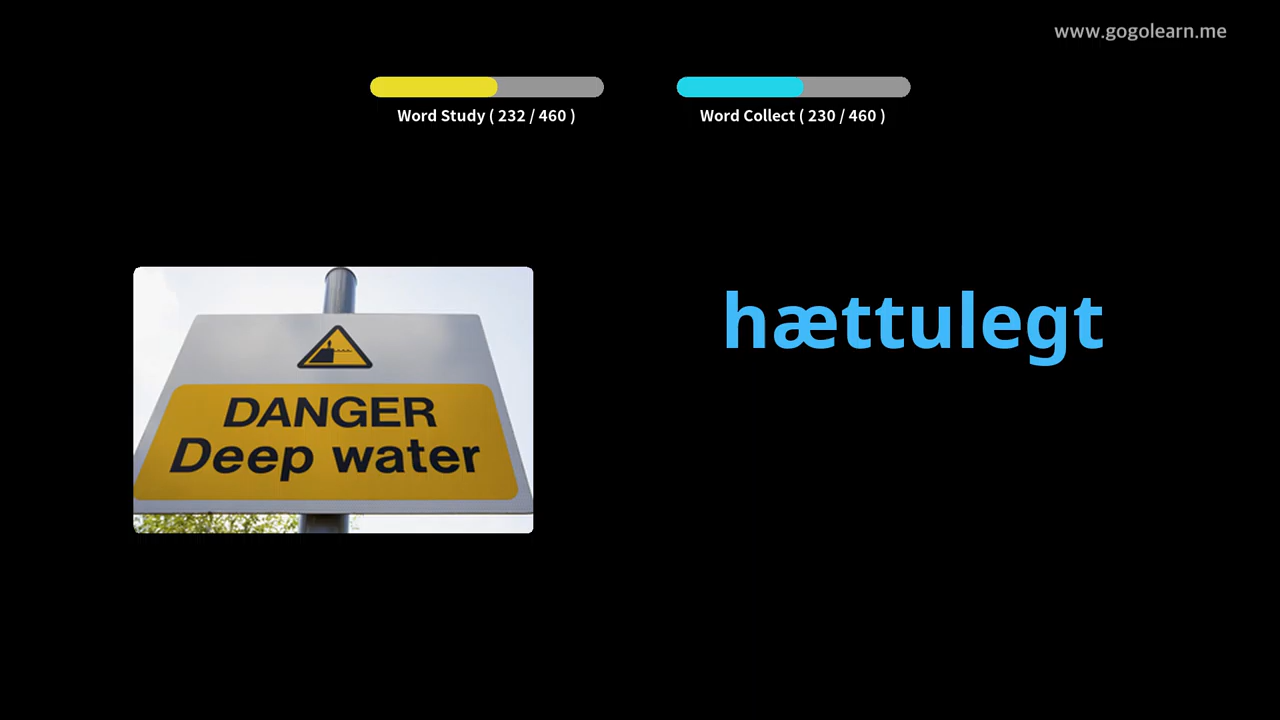 www.gogolearn.me
Word Study ( 232 / 460 )
Word Collect ( 230 / 460 )
DANGER
Deep water
hættulegt